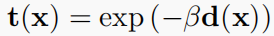 t(x) = exp (−βd(x))